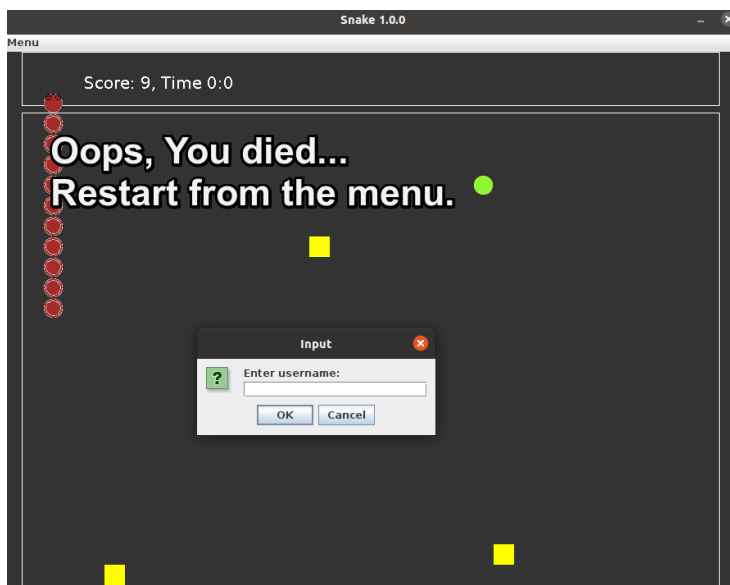 Snake 1.0.0
Menu
Score: 9, Time 0:0
Oops, You died...
Restart from the menu.
Input
?
Enter username:
OK Cancel